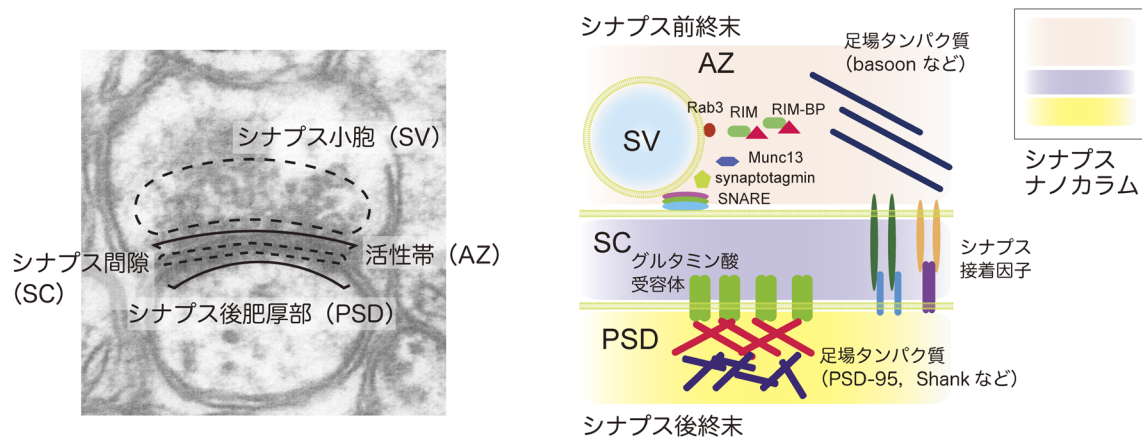 シナプス小胞（SV）
シナプス間隙
（SC）
活性帯（AZ）
シナプス後肥厚部（PSD）
シナプス前終末
AZ
足場タンパク質
（basoon など）
SV
Rab3
RIM
RIM-BP
Munc13
synaptotagmin
SNARE
SC
グルタミン酸
受容体
シナプス
接着因子
PSD
足場タンパク質
（PSD-95，Shank など）
シナプス後終末
シナプス
ナノカラム